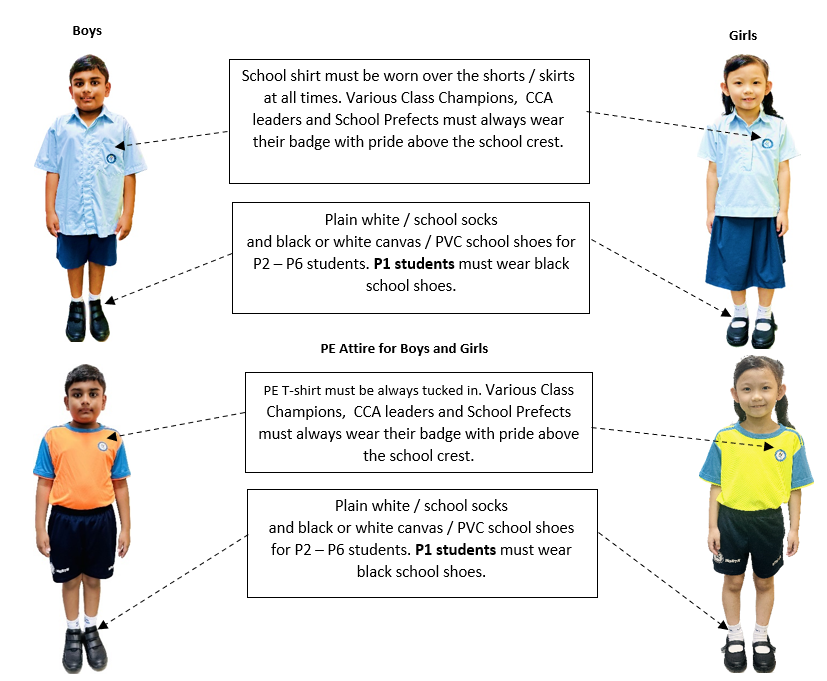 Boys
Girls
School shirt must be worn over the shorts / skirts
at all times. Various Class Champions,  CCA
leaders and School Prefects must always wear
their badge with pride above the school crest.
Plain white / school socks
and black or white canvas / PVC school shoes for
P2 – P6 students. P1 students must wear black
school shoes.
PE Attire for Boys and Girls
PE T-shirt must be always tucked in. Various Class
Champions,  CCA leaders and School Prefects
must always wear their badge with pride above
the school crest.
Plain white / school socks
and black or white canvas / PVC school shoes
for P2 – P6 students. P1 students must wear
black school shoes.